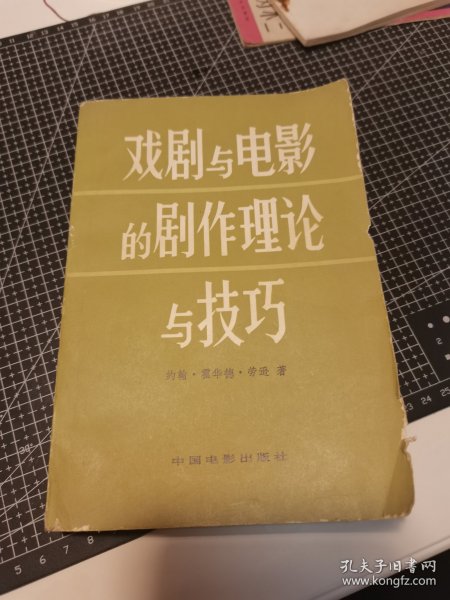 戏剧与电影
的剧作理论
与技巧
约翰·霍华德·劳逊 著
中国电影出版社
孔夫子旧书网
www.kongfz.com